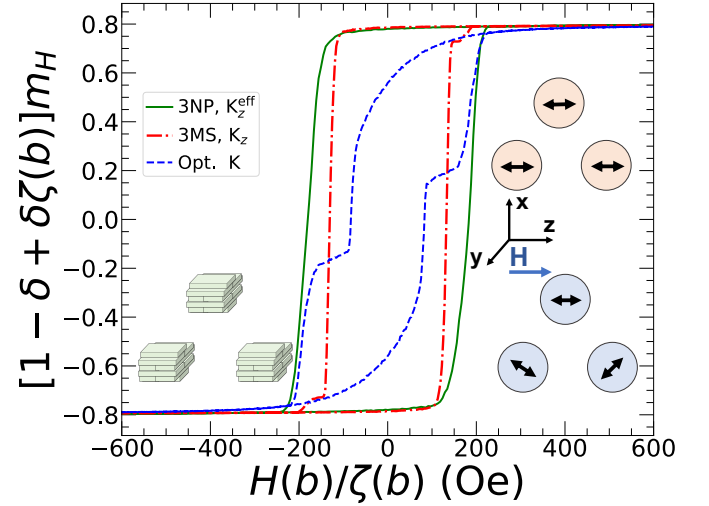 [1 − δ + δζ(b)]m_H
0.8
0.6
0.4
0.2
0.0
−0.2
−0.4
−0.6
−0.8
3NP, K_z^eff
3MS, K_z
Opt. K
x
z
y
H
−600 −400 −200 0 200 400 600
H(b)/ζ(b) (Oe)